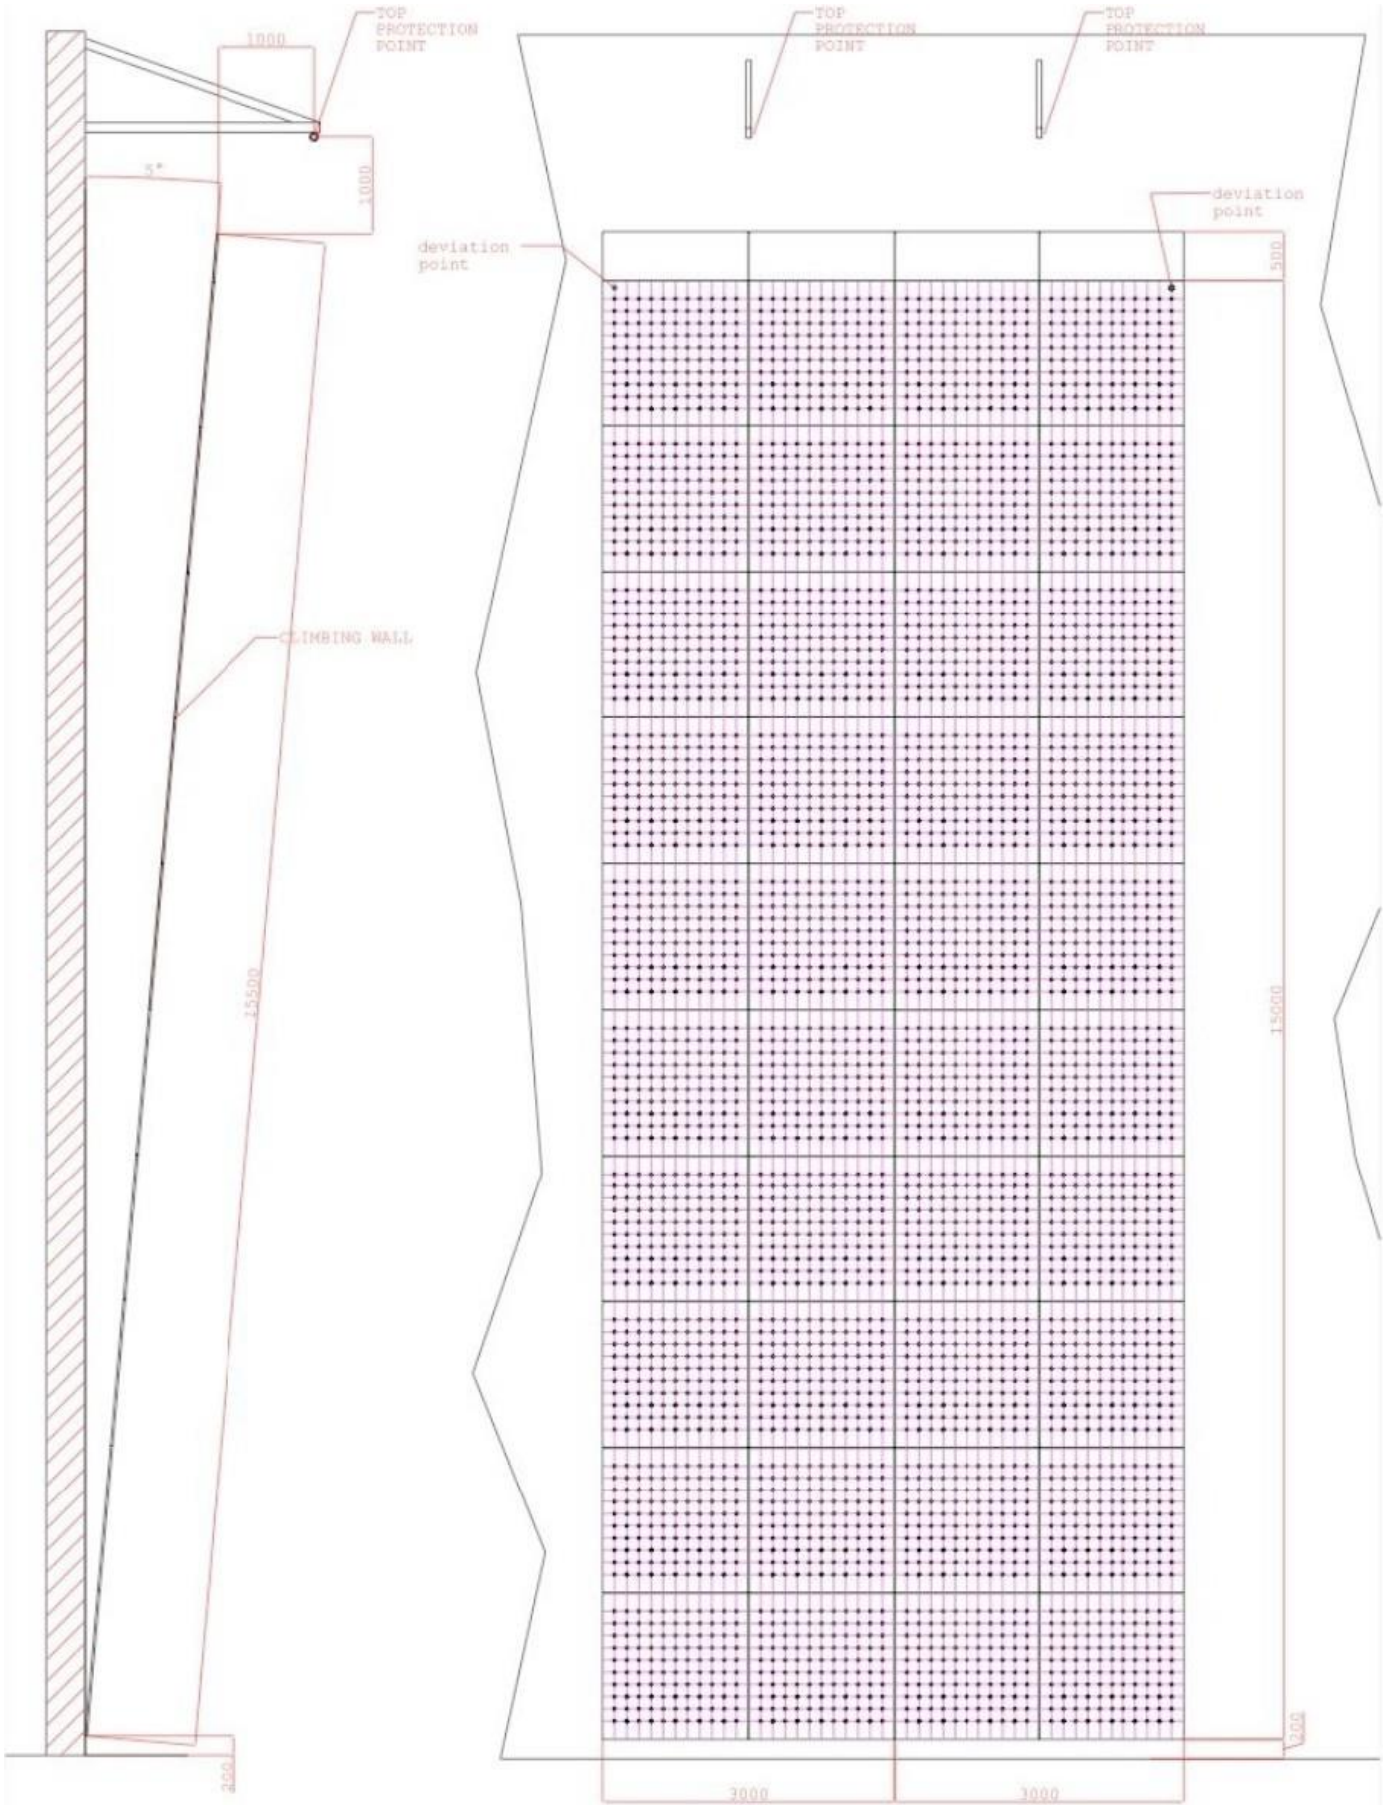 TOP
PROTECTION
POINT
1000
TOP
PROTECTION
POINT
TOP
PROTECTION
POINT
1000
5°
deviation
point
deviation
point
500
CLIMBING WALL
15500
15000
200
200
3000
3000